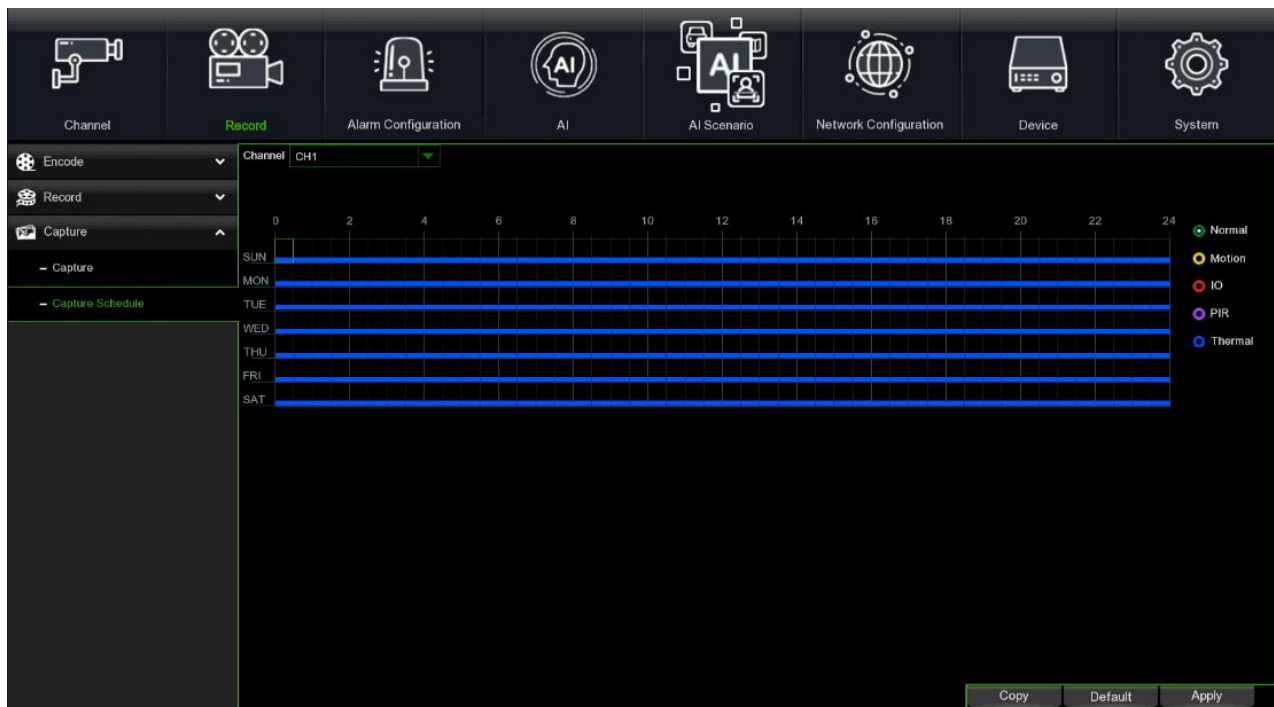 AI
AI
Channel
Record
Alarm Configuration
AI
AI Scenario
Network Configuration
Device
System
Encode
Record
Capture
– Capture
– Capture Schedule
Channel CH1
0 2 4 6 8 10 12 14 16 18 20 22 24
SUN
MON
TUE
WED
THU
FRI
SAT
Normal
Motion
IO
PIR
Thermal
Copy
Default
Apply